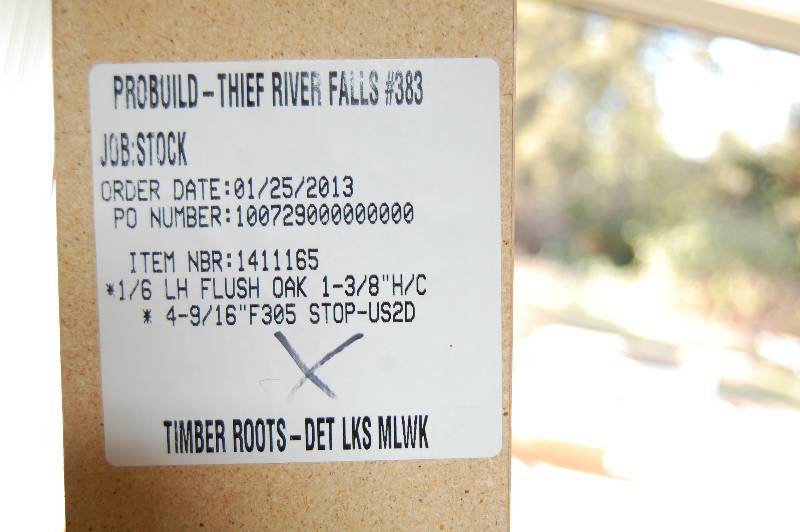 PROBUILD-THIEF RIVER FALLS #383
JOB:STOCK
ORDER DATE:01/25/2013
PO NUMBER:100729000000000
ITEM NBR:1411165
*1/6 LH FLUSH OAK 1-3/8"H/C
* 4-9/16"F305 STOP-US2D
TIMBER ROOTS-DET LKS MLWK